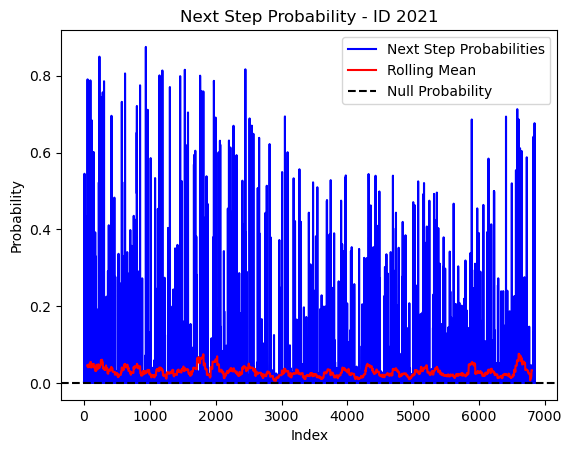 Next Step Probability - ID 2021
Next Step Probabilities
Rolling Mean
Null Probability
Probability
0.8
0.6
0.4
0.2
0.0
0
1000
2000
3000
4000
5000
6000
7000
Index